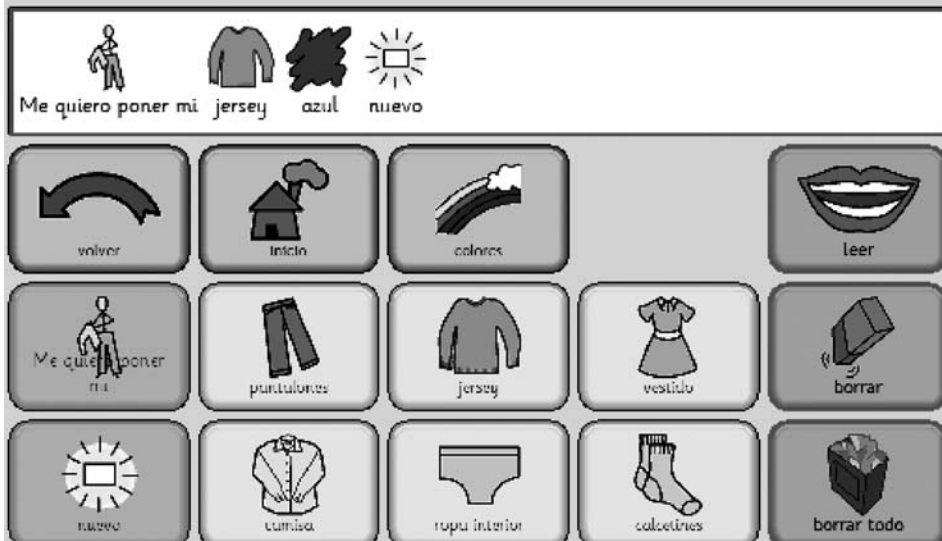 Me quiero poner mi jersey azul nuevo
volver inicio colores leer
Me quiero poner
mi
pantalones jersey vestido borrar
nuevo camisa ropa interior calcetines borrar todo